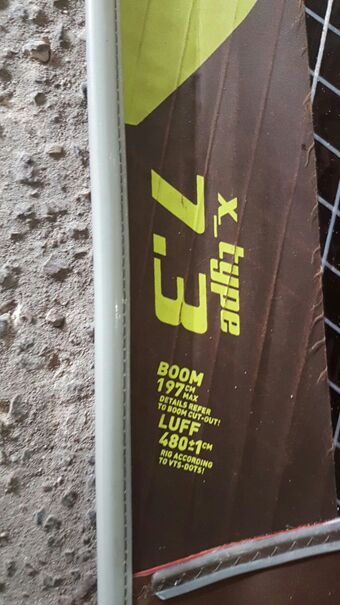 x_type
7.3
BOOM
197CM
MAX
DETAILS REFER
TO BOOM CUT-OUT!
LUFF
480±1CM
RIG ACCORDING
TO VTS-DOTS!